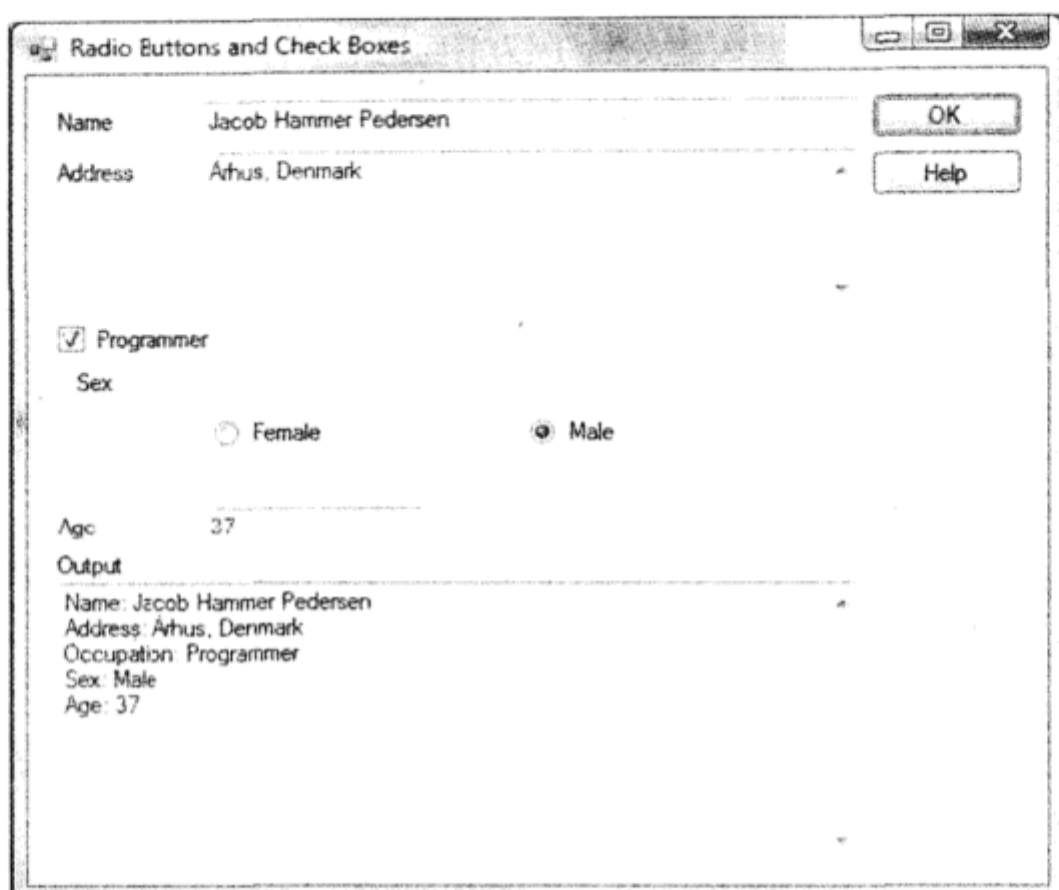 Radio Buttons and Check Boxes
Name Jacob Hammer Pedersen OK
Address Århus, Denmark Help
Programmer
Sex
Female Male
Age 37
Output
Name: Jacob Hammer Pedersen
Address: Århus, Denmark
Occupation: Programmer
Sex: Male
Age: 37